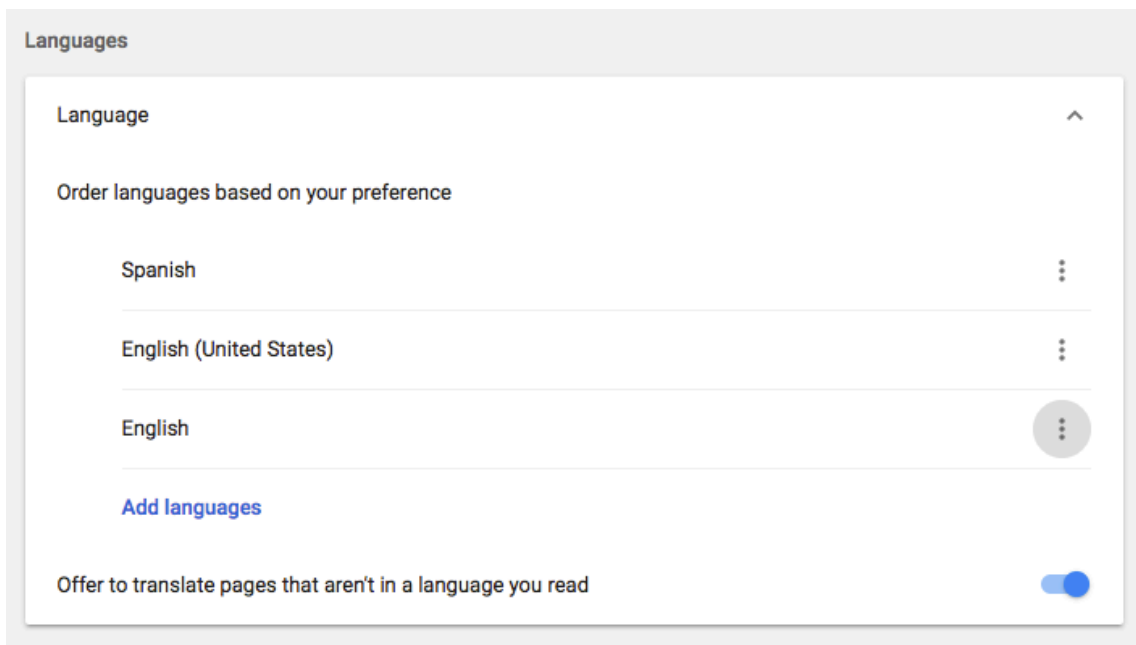 Languages
Language
Order languages based on your preference
Spanish
English (United States)
English
Add languages
Offer to translate pages that aren't in a language you read